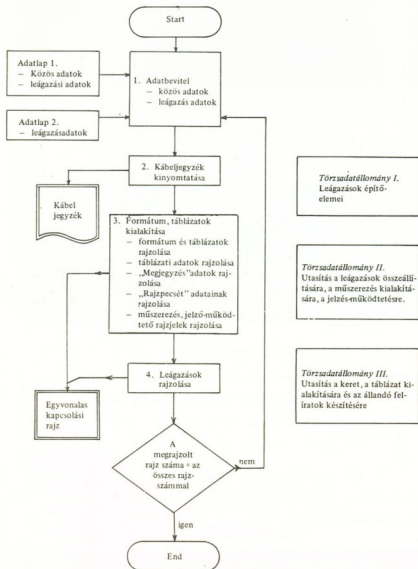 Start
Adatlap 1.
– Közös adatok
– leágazási adatok
1. Adatbevitel
– közös adatok
– leágazás adatok
Adatlap 2.
– leágazásadatok
2. Kábeljegyzék
kinyomtatása
Kábel
jegyzék
3. Formátum, táblázatok
kialakítása
– formátum és táblázatok
rajzolása
– táblázati adatok rajzolása
– „Megjegyzés”adatok raj-
zolása
– „Rajzpecsét” adatainak
rajzolása
– műszerezés, jelző-működ-
tető rajzjelek rajzolása
4. Leágazások
rajzolása
Egyvonalas
kapcsolási
rajz
A
megrajzolt
rajz száma = az
összes rajz-
számmal
nem
igen
End
Törzsadatállomány I.
Leágazások építő-
elemei
Törzsadatállomány II.
Utasítás a leágazások összeállí-
tására, a műszerezés kialakítá-
sára, a jelzés-működtetésre.
Törzsadatállomány III.
Utasítás a keret, a táblázat ki-
alakítására és az állandó fel-
iratok készítésére